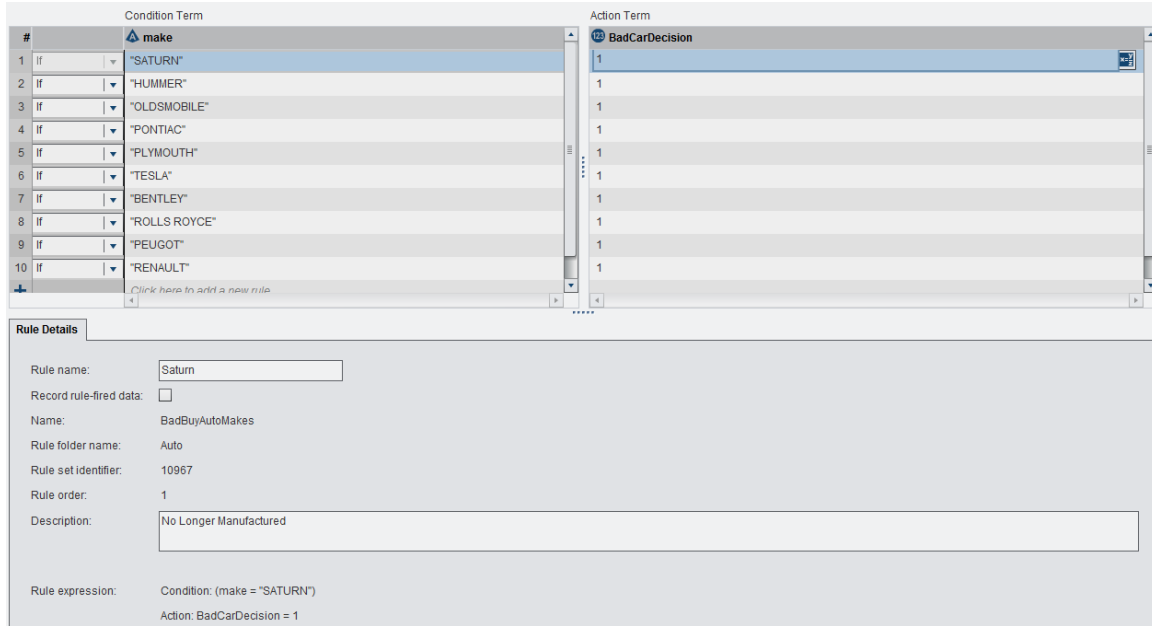 Condition Term Action Term
# make BadCarDecision
1 If "SATURN" 1
2 If "HUMMER" 1
3 If "OLDSMOBILE" 1
4 If "PONTIAC" 1
5 If "PLYMOUTH" 1
6 If "TESLA" 1
7 If "BENTLEY" 1
8 If "ROLLS ROYCE" 1
9 If "PEUGOT" 1
10 If "RENAULT" 1
Click here to add a new rule
Rule Details
Rule name: Saturn
Record rule-fired data:
Name: BadBuyAutoMakes
Rule folder name: Auto
Rule set identifier: 10967
Rule order: 1
Description: No Longer Manufactured
Rule expression: Condition: (make = "SATURN")
Action: BadCarDecision = 1